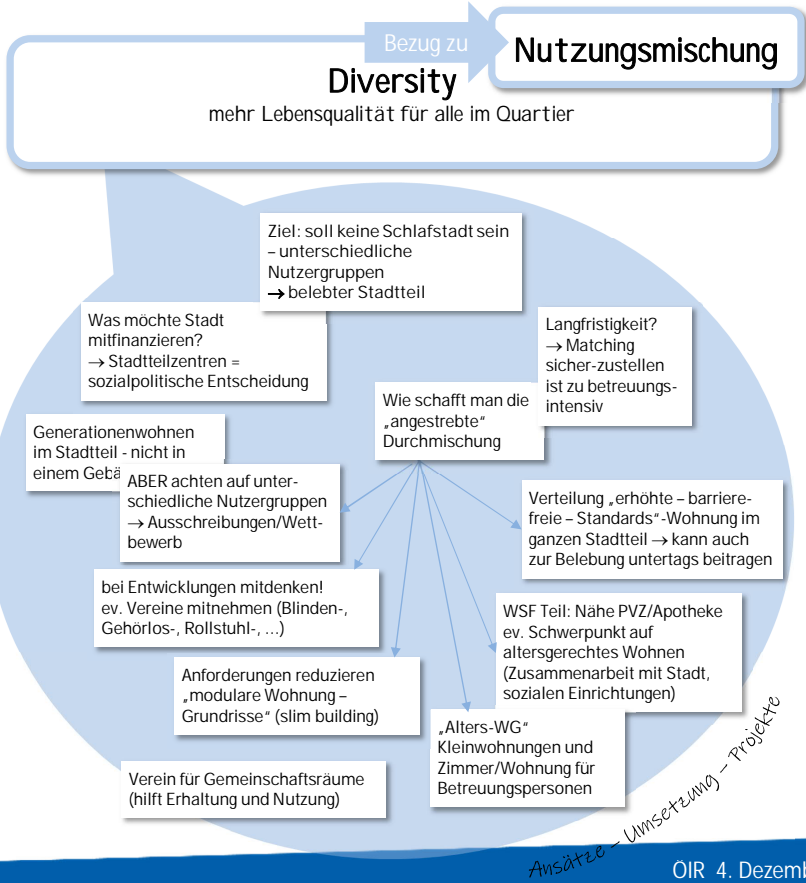 Bezug zu
Nutzungsmischung
Diversity
mehr Lebensqualität für alle im Quartier
Ziel: soll keine Schlafstadt sein
– unterschiedliche
Nutzergruppen
→ belebter Stadtteil
Was möchte Stadt
mitfinanzieren?
→ Stadtteilzentren =
sozialpolitische Entscheidung
Langfristigkeit?
→ Matching
sicher-zustellen
ist zu betreuungs-
intensiv
Wie schafft man die
„angestrebte“
Durchmischung
Generationenwohnen
im Stadtteil - nicht in
einem
ABER achten auf unter-
schiedliche Nutzergruppen
→ Ausschreibungen/Wett-
bewerb
Verteilung „erhöhte – barriere-
freie – Standards“-Wohnung im
ganzen Stadtteil → kann auch
zur Belebung untertags beitragen
bei Entwicklungen mitdenken!
ev. Vereine mitnehmen (Blinden-,
Gehörlos-, Rollstuhl-, …)
WSF Teil: Nähe PVZ/Apotheke
ev. Schwerpunkt auf
altersgerechtes Wohnen
(Zusammenarbeit mit Stadt,
sozialen Einrichtungen)
Anforderungen reduzieren
„modulare Wohnung –
Grundrisse“ (slim building)
„Alters-WG“
Kleinwohnungen und
Zimmer/Wohnung für
Betreuungspersonen
Verein für Gemeinschaftsräume
(hilft Erhaltung und Nutzung)
Ansätze – Umsetzung – Projekte
ÖIR 4.